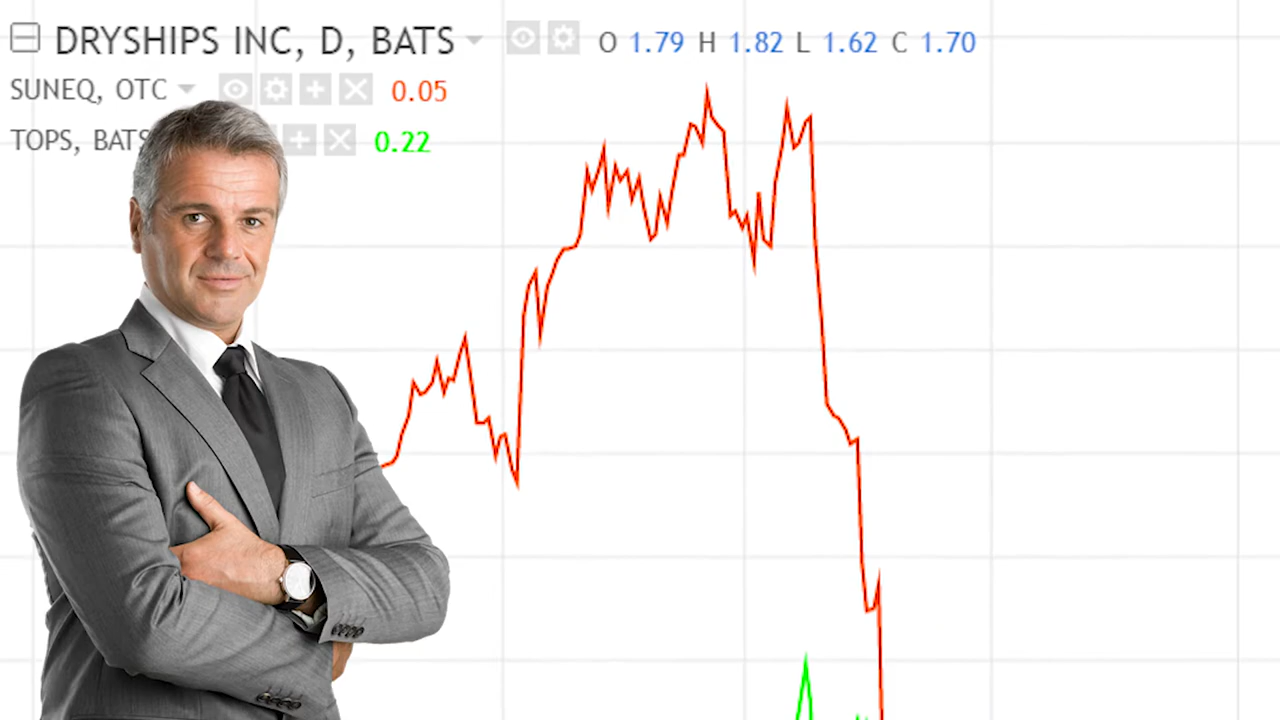 DRYSHIPS INC, D, BATS O 1.79 H 1.82 L 1.62 C 1.70
SUNEQ, OTC 0.05
TOPS, BATS 0.22